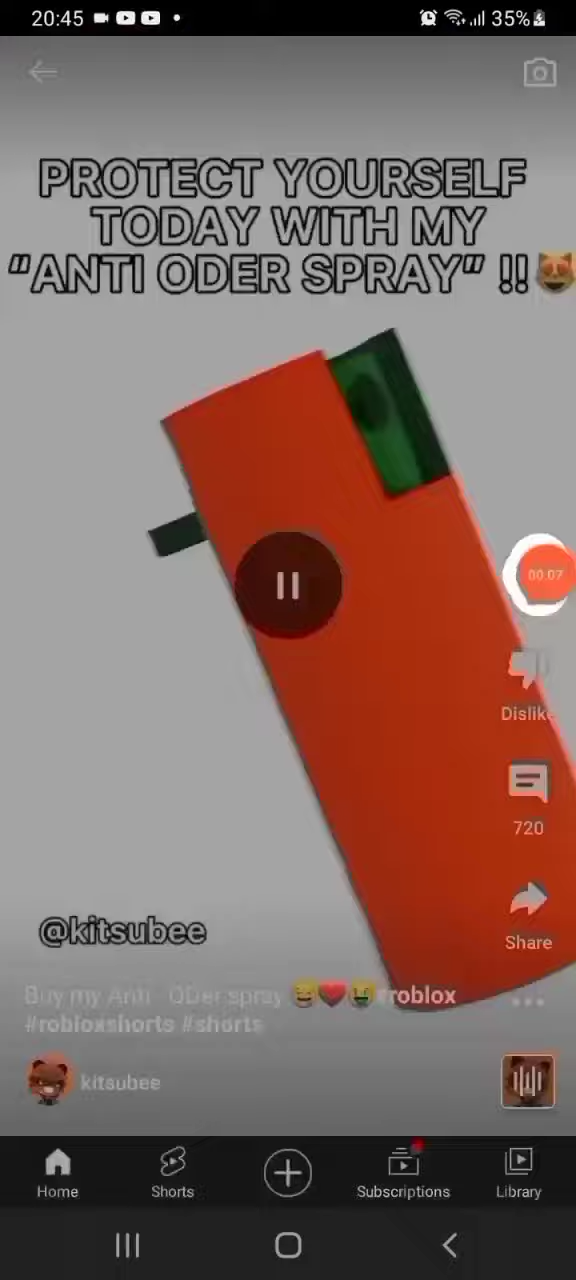 20:45
35%
PROTECT YOURSELF
TODAY WITH MY
"ANTI ODER SPRAY" !!
00:07
Dislike
720
Share
@kitsubee
Buy my Anti - ODer spray #roblox
#robloxshorts #shorts
kitsubee
Home
Shorts
Subscriptions
Library